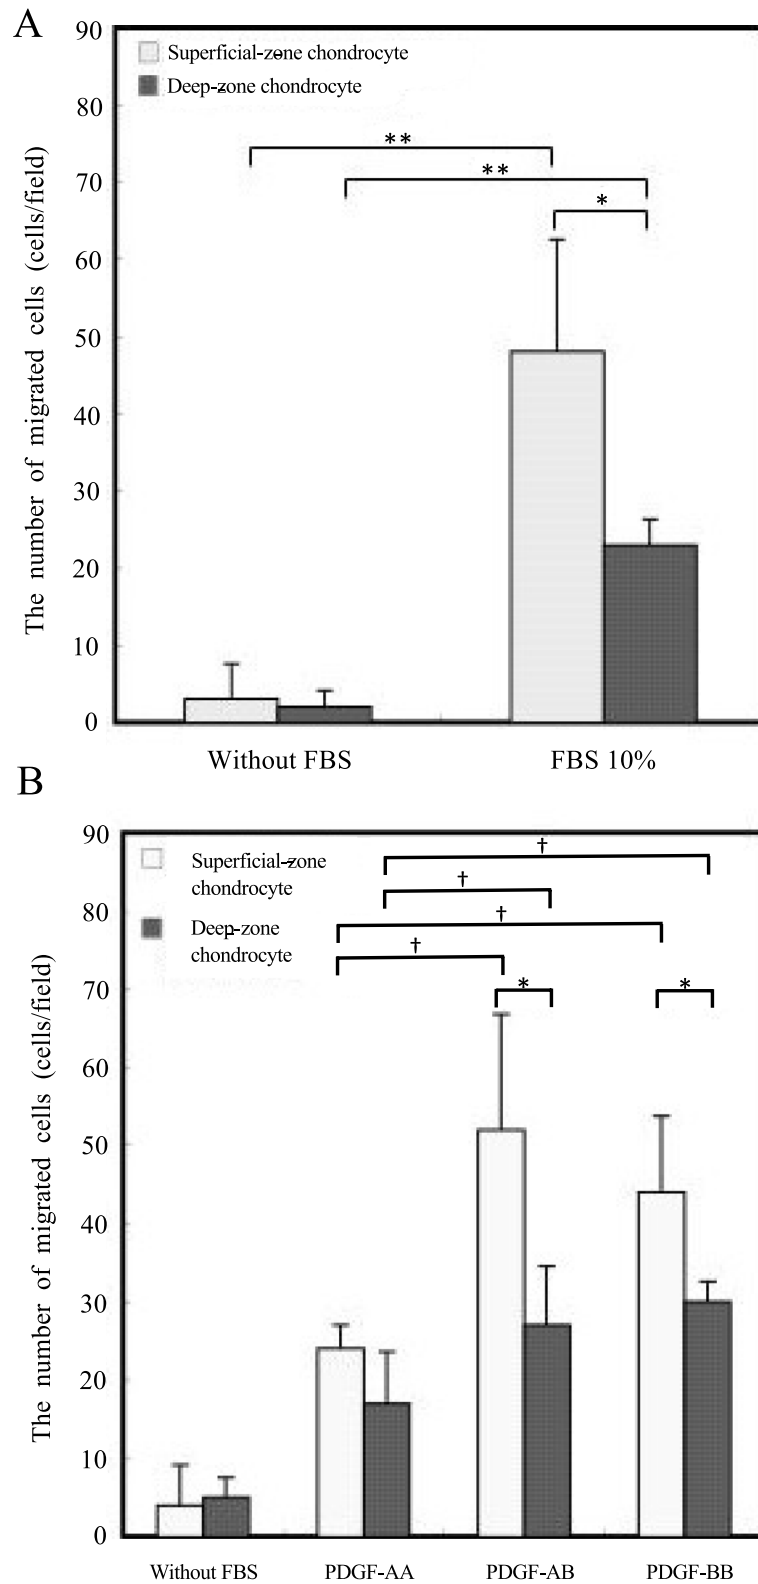 A
The number of migrated cells (cells/field)
90
80
70
60
50
40
30
20
10
0
Superficial-zone chondrocyte
Deep-zone chondrocyte
**
**
*
Without FBS
FBS 10%
B
The number of migrated cells (cells/field)
90
80
70
60
50
40
30
20
10
0
Superficial-zone
chondrocyte
Deep-zone
chondrocyte
†
†
†
†
*
*
Without FBS
PDGF-AA
PDGF-AB
PDGF-BB